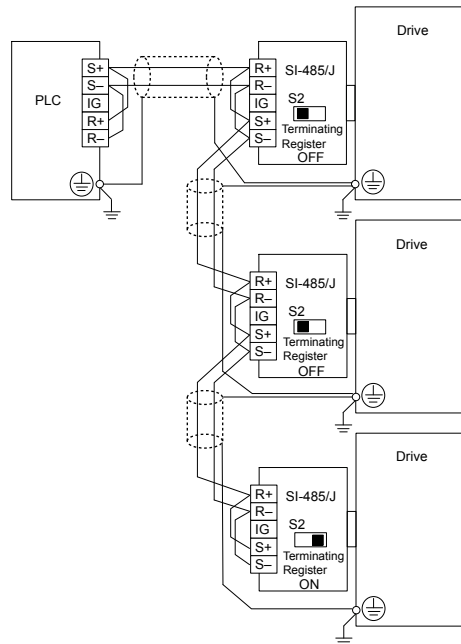 PLC
S+
S–
IG
R+
R–
R+
R–
IG
S+
S–
SI-485/J
S2
Terminating
Register
OFF
Drive
R+
R–
IG
S+
S–
SI-485/J
S2
Terminating
Register
OFF
Drive
R+
R–
IG
S+
S–
SI-485/J
S2
Terminating
Register
ON
Drive